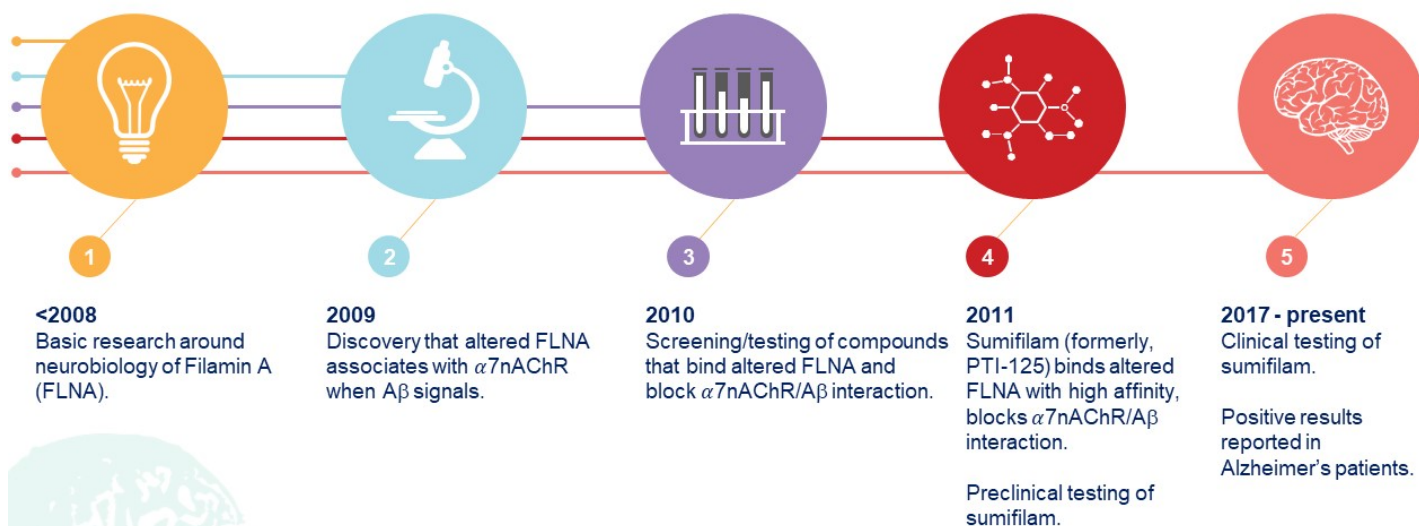 1
<2008
Basic research around
neurobiology of Filamin A
(FLNA).
2
2009
Discovery that altered FLNA
associates with α7nAChR
when Aβ signals.
3
2010
Screening/testing of compounds
that bind altered FLNA and
block α7nAChR/Aβ interaction.
4
2011
Sumifilam (formerly,
PTI-125) binds altered
FLNA with high affinity,
blocks α7nAChR/Aβ
interaction.
Preclinical testing of
sumifilam.
5
2017 - present
Clinical testing of
sumifilam.
Positive results
reported in
Alzheimer's patients.